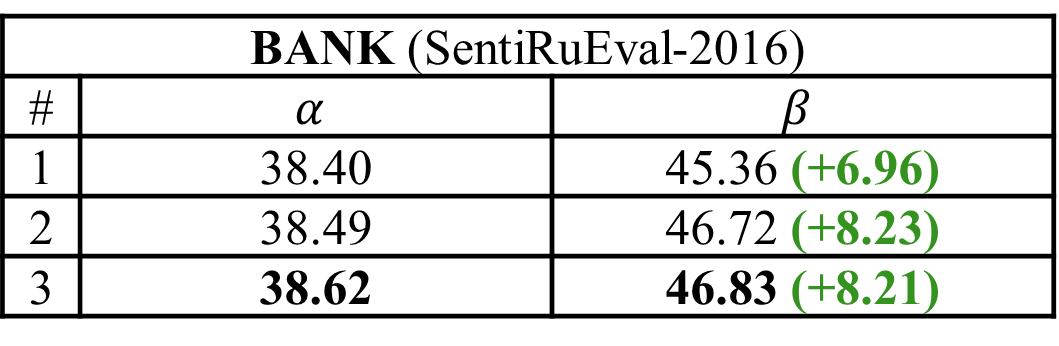 BANK (SentiRuEval-2016)
# α β
1 38.40 45.36 (+6.96)
2 38.49 46.72 (+8.23)
3 38.62 46.83 (+8.21)